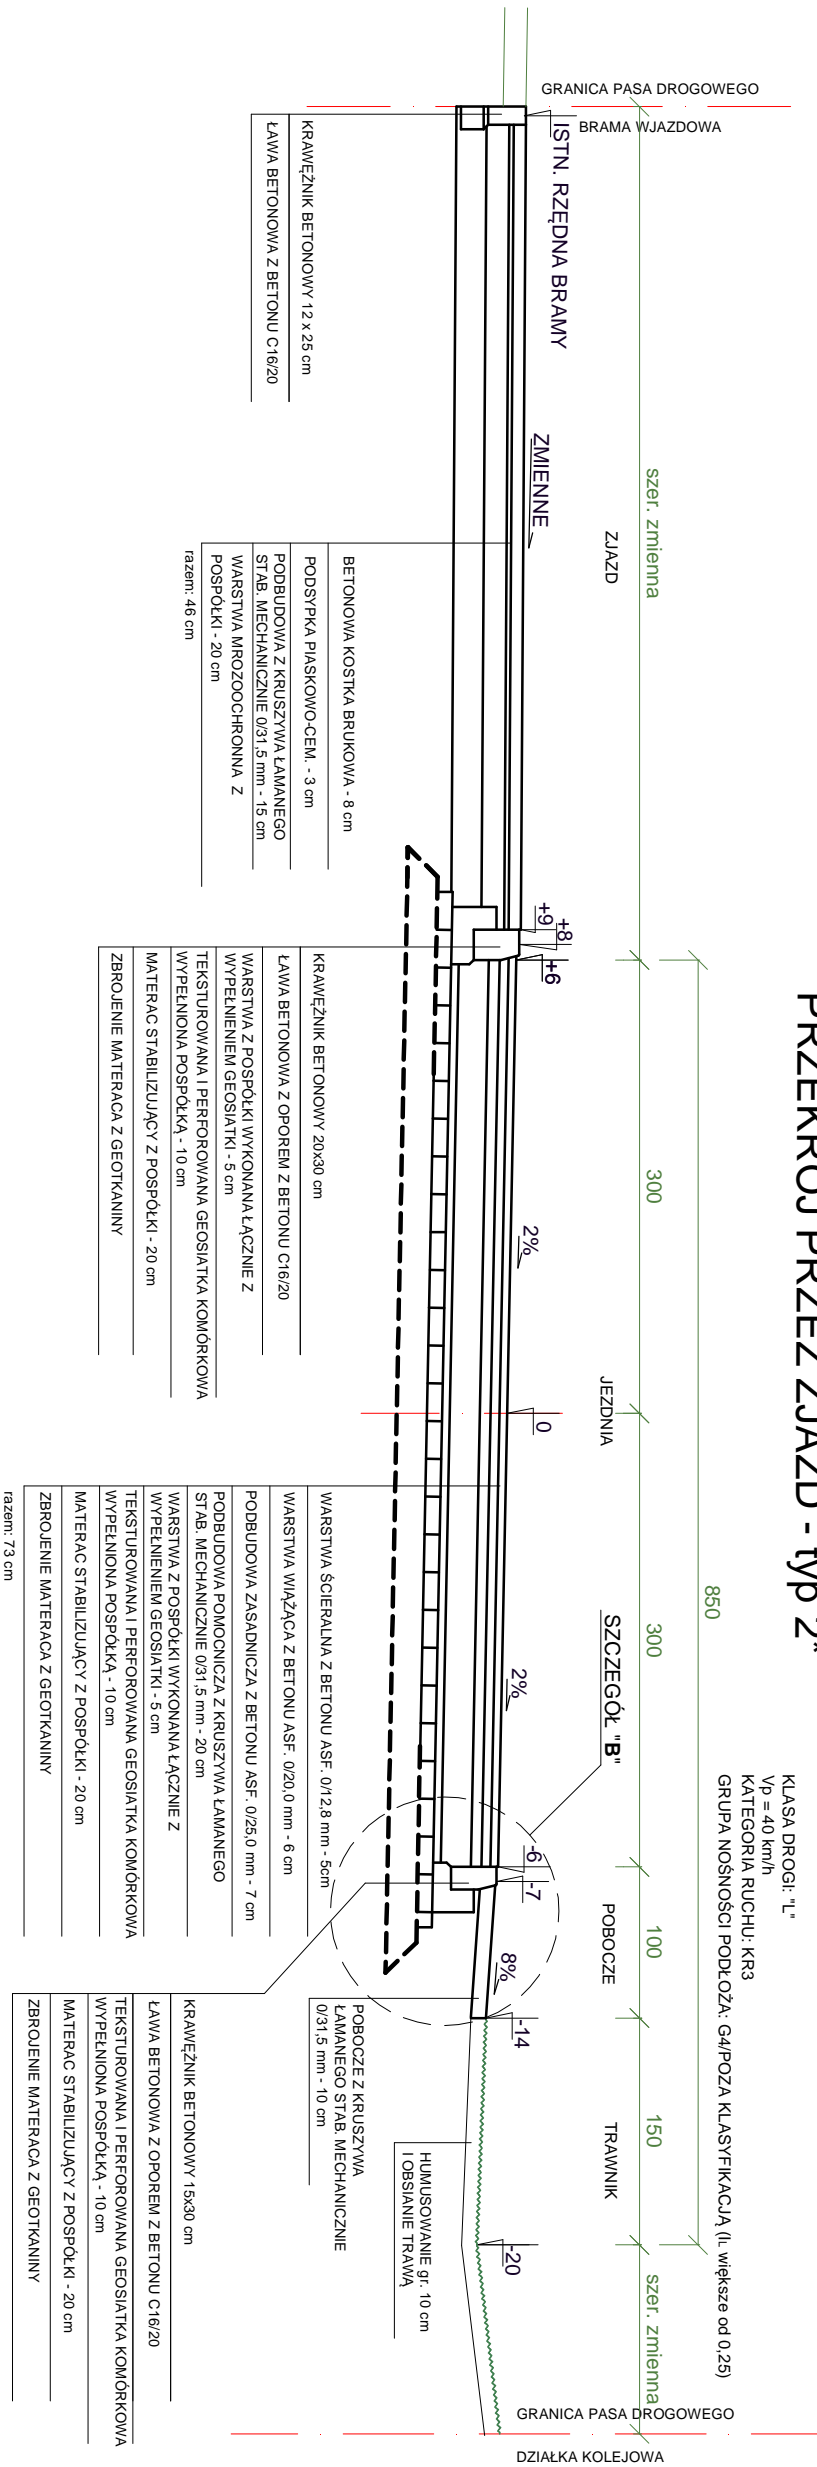 PRZEKRÓJ PRZEZ ZJAZD - typ 2*
KLASA DROGI: "L"
Vp = 40 km/h
KATEGORIA RUCHU: KR3
GRUPA NOŚNOŚCI PODŁOŻA: G4/POZA KLASYFIKACJĄ (IL większe od 0,25)
850
szer. zmienna
300
300
100
150
szer. zmienna
ZJAZD
JEZDNIA
POBOCZE
TRAWNIK
SZCZEGÓŁ "B"
GRANICA PASA DROGOWEGO
BRAMA WJAZDOWA
ISTN. RZĘDNA BRAMY
ZMIENNE
+9
+8
+6
2%
0
2%
-6
-7
8%
-14
-20
GRANICA PASA DROGOWEGO
DZIAŁKA KOLEJOWA
KRAWĘŻNIK BETONOWY 12 x 25 cm
ŁAWA BETONOWA Z BETONU C16/20
BETONOWA KOSTKA BRUKOWA - 8 cm
PODSYPKA PIASKOWO-CEM. - 3 cm
PODBUDOWA Z KRUSZYWA ŁAMANEGO
STAB. MECHANICZNIE 0/31,5 mm - 15 cm
WARSTWA MROZOOCHRONNA Z
POSPÓŁKI - 20 cm
razem: 46 cm
KRAWĘŻNIK BETONOWY 20x30 cm
ŁAWA BETONOWA Z OPOREM Z BETONU C16/20
WARSTWA Z POSPÓŁKI WYKONANA ŁĄCZNIE Z
WYPEŁNIENIEM GEOSIATKI - 5 cm
TEKSTUROWANA I PERFOROWANA GEOSIATKA KOMÓRKOWA
WYPEŁNIONA POSPÓŁKĄ - 10 cm
MATERAC STABILIZUJĄCY Z POSPÓŁKI - 20 cm
ZBROJENIE MATERACA Z GEOTKANINY
WARSTWA ŚCIERALNA Z BETONU ASF. 0/12,8 mm - 5cm
WARSTWA WIĄŻĄCA Z BETONU ASF. 0/20,0 mm - 6 cm
PODBUDOWA ZASADNICZA Z BETONU ASF. 0/25,0 mm - 7 cm
PODBUDOWA POMOCNICZA Z KRUSZYWA ŁAMANEGO
STAB. MECHANICZNIE 0/31,5 mm - 20 cm
WARSTWA Z POSPÓŁKI WYKONANA ŁĄCZNIE Z
WYPEŁNIENIEM GEOSIATKI - 5 cm
TEKSTUROWANA I PERFOROWANA GEOSIATKA KOMÓRKOWA
WYPEŁNIONA POSPÓŁKĄ - 10 cm
MATERAC STABILIZUJĄCY Z POSPÓŁKI - 20 cm
ZBROJENIE MATERACA Z GEOTKANINY
razem: 73 cm
HUMUSOWANIE gr. 10 cm
I OBSIANIE TRAWĄ
POBOCZE Z KRUSZYWA
ŁAMANEGO STAB. MECHANICZNIE
0/31,5 mm - 10 cm
KRAWĘŻNIK BETONOWY 15x30 cm
ŁAWA BETONOWA Z OPOREM Z BETONU C16/20
TEKSTUROWANA I PERFOROWANA GEOSIATKA KOMÓRKOWA
WYPEŁNIONA POSPÓŁKĄ - 10 cm
MATERAC STABILIZUJĄCY Z POSPÓŁKI - 20 cm
ZBROJENIE MATERACA Z GEOTKANINY